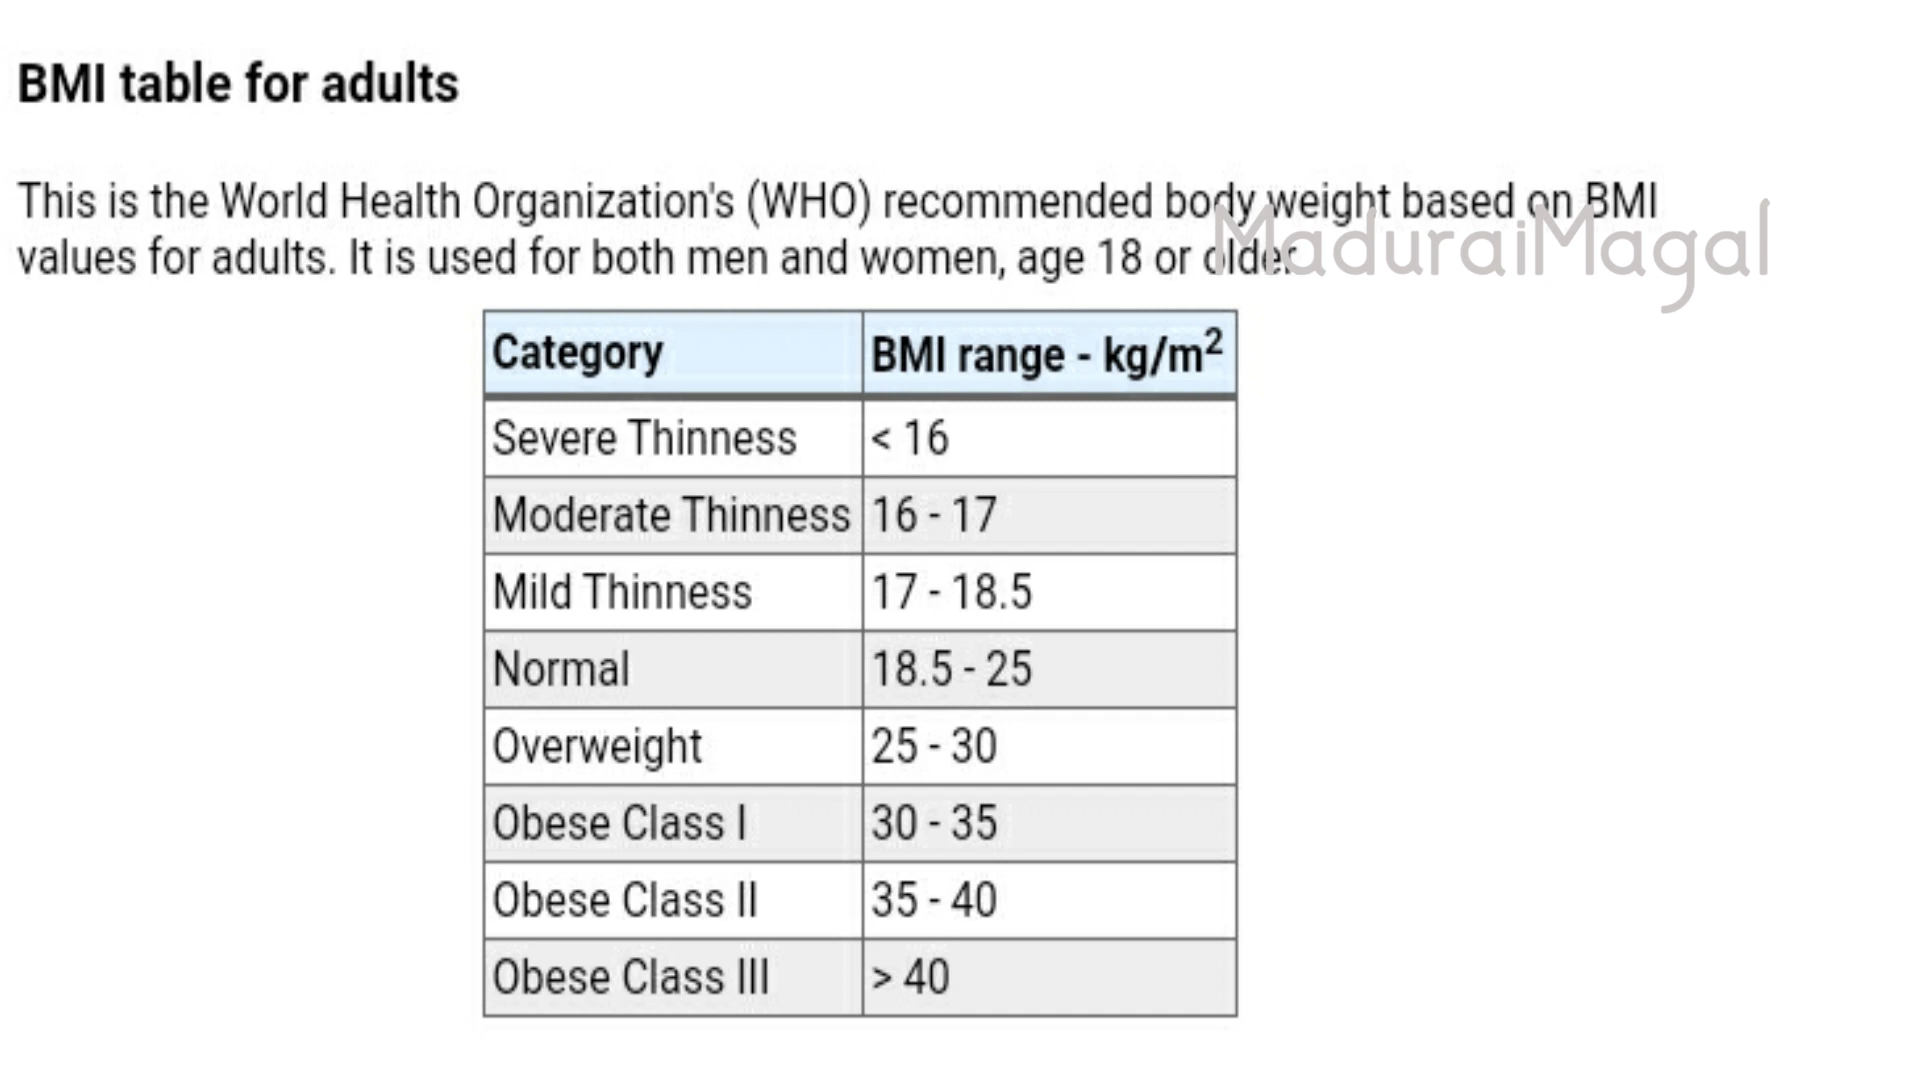 BMI table for adults
This is the World Health Organization's (WHO) recommended body weight based on BMI
values for adults. It is used for both men and women, age 18 or older.
MaduraiMagal
Category BMI range - kg/m²
Severe Thinness < 16
Moderate Thinness 16 - 17
Mild Thinness 17 - 18.5
Normal 18.5 - 25
Overweight 25 - 30
Obese Class I 30 - 35
Obese Class II 35 - 40
Obese Class III > 40